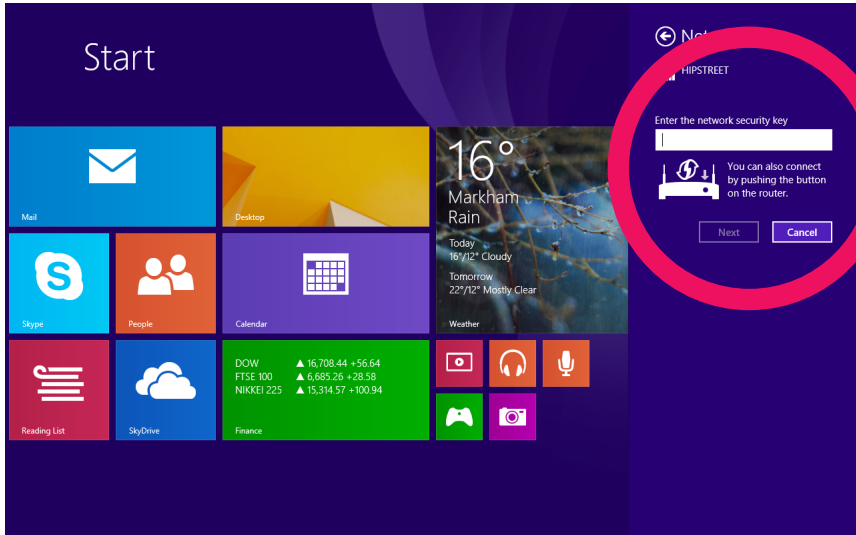 Start
Mail
Desktop
16°
Markham
Rain
Today
16°/12° Cloudy
Tomorrow
22°/12° Mostly Clear
Weather
S
Skype
People
Calendar
Reading List
SkyDrive
DOW ▲ 16,708.44 +56.64
FTSE 100 ▲ 6,685.26 +28.58
NIKKEI 225 ▲ 15,314.57 +100.94
Finance
HIPSTREET
Enter the network security key
You can also connect
by pushing the button
on the router.
Next
Cancel